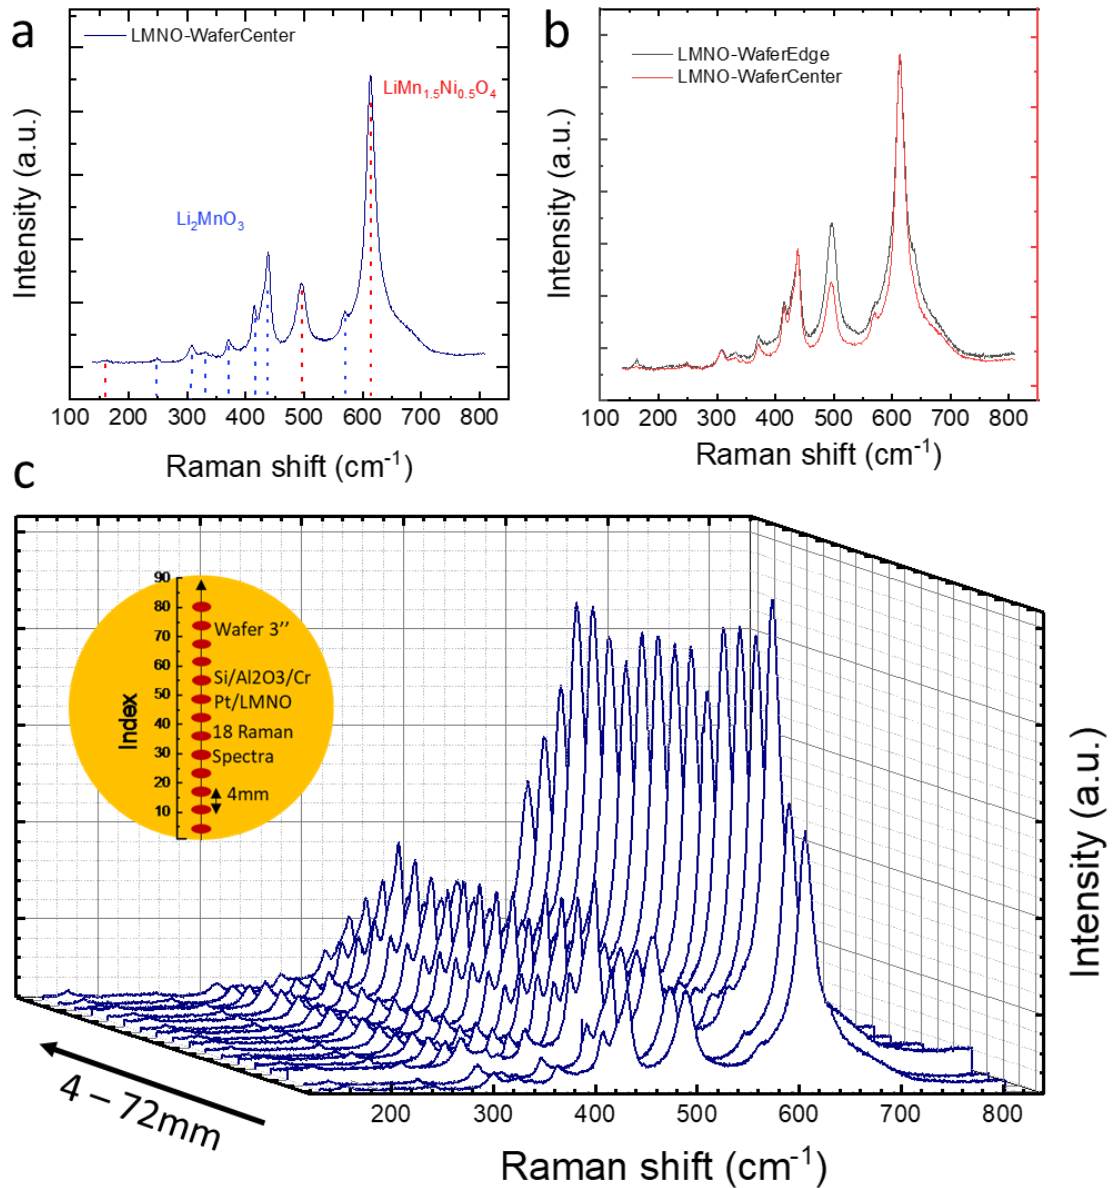 a
LMNO-WaferCenter
LiMn1.5Ni0.5O4
Li2MnO3
Intensity (a.u.)
100 200 300 400 500 600 700 800
Raman shift (cm-1)
b
LMNO-WaferEdge
LMNO-WaferCenter
Intensity (a.u.)
100 200 300 400 500 600 700 800
Raman shift (cm-1)
c
90
80
70
60
50
40
30
20
10
Index
Wafer 3’’
Si/Al2O3/Cr
Pt/LMNO
18 Raman
Spectra
4mm
Intensity (a.u.)
4 – 72mm
200 300 400 500 600 700 800
Raman shift (cm-1)